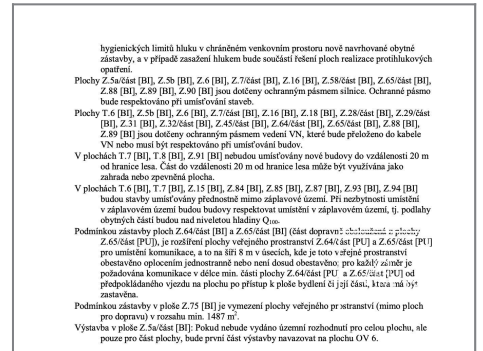 hygienických limitů hluku v chráněném venkovním prostoru nově navrhované obytné
zástavby, a v případě zasažení hlukem bude součástí řešení ploch realizace protihlukových
opatření.
Plochy Z.5a/část [BI], Z.5b [BI], Z.6 [BI], Z.7/část [BI], Z.16 [BI], Z.58/část [BI], Z.65/část [BI],
Z.88 [BI], Z.89 [BI], Z.90 [BI] jsou dotčeny ochranným pásmem silnice. Ochranné pásmo
bude respektováno při umísťování staveb.
Plochy T.6 [BI], Z.5b [BI], Z.6 [BI], Z.7/část [BI], Z.16 [BI], Z.18 [BI], Z.28/část [BI], Z.29/část
[BI], Z.31 [BI], Z.32/část [BI], Z.45/část [BI], Z.64/část [BI], Z.65/část [BI], Z.88 [BI],
Z.89 [BI] jsou dotčeny ochranným pásmem vedení VN, které bude přeloženo do kabele
VN nebo musí být respektováno při umísťování budov.
V plochách T.7 [BI], T.8 [BI], Z.91 [BI] nebudou umísťovány nové budovy do vzdálenosti 20 m
od hranice lesa. Část do vzdálenosti 20 m od hranice lesa může být využívána jako
zahrada nebo zpevněná plocha.
V plochách T.6 [BI], T.7 [BI], Z.15 [BI], Z.84 [BI], Z.85 [BI], Z.87 [BI], Z.93 [BI], Z.94 [BI]
budou stavby umísťovány přednostně mimo záplavové území. Při nezbytnosti umístění
v záplavovém území budou budovy respektovat umístění v záplavovém území, tj. podlahy
obytných částí budou nad niveletou hladiny Q100.
Podmínkou zástavby ploch Z.64/část [BI] a Z.65/část [BI] (část dopravně obsloužená z plochy
Z.65/část [PU]), je rozšíření plochy veřejného prostranství Z.64/část [PU] a Z.65/část [PU]
pro umístění komunikace, a to na šíři 8 m v úsecích, kde je toto veřejné prostranství
obestavěno oplocením jednostranně nebo není dosud obestavěno; pro každý záměr je
požadována komunikace v délce min. části plochy Z.64/část [PU] a Z.65/část [PU] od
předpokládaného vjezdu na plochu po přístup k ploše bydlení či její části, která má být
zastavěna.
Podmínkou zástavby v ploše Z.75 [BI] je vymezení plochy veřejného prostranství (mimo ploch
pro dopravu) v rozsahu min. 1487 m².
Výstavba v ploše Z.5a/část [BI]: Pokud nebude vydáno územní rozhodnutí pro celou plochu, ale
pouze pro část plochy, bude první část výstavby navazovat na plochu OV 6.